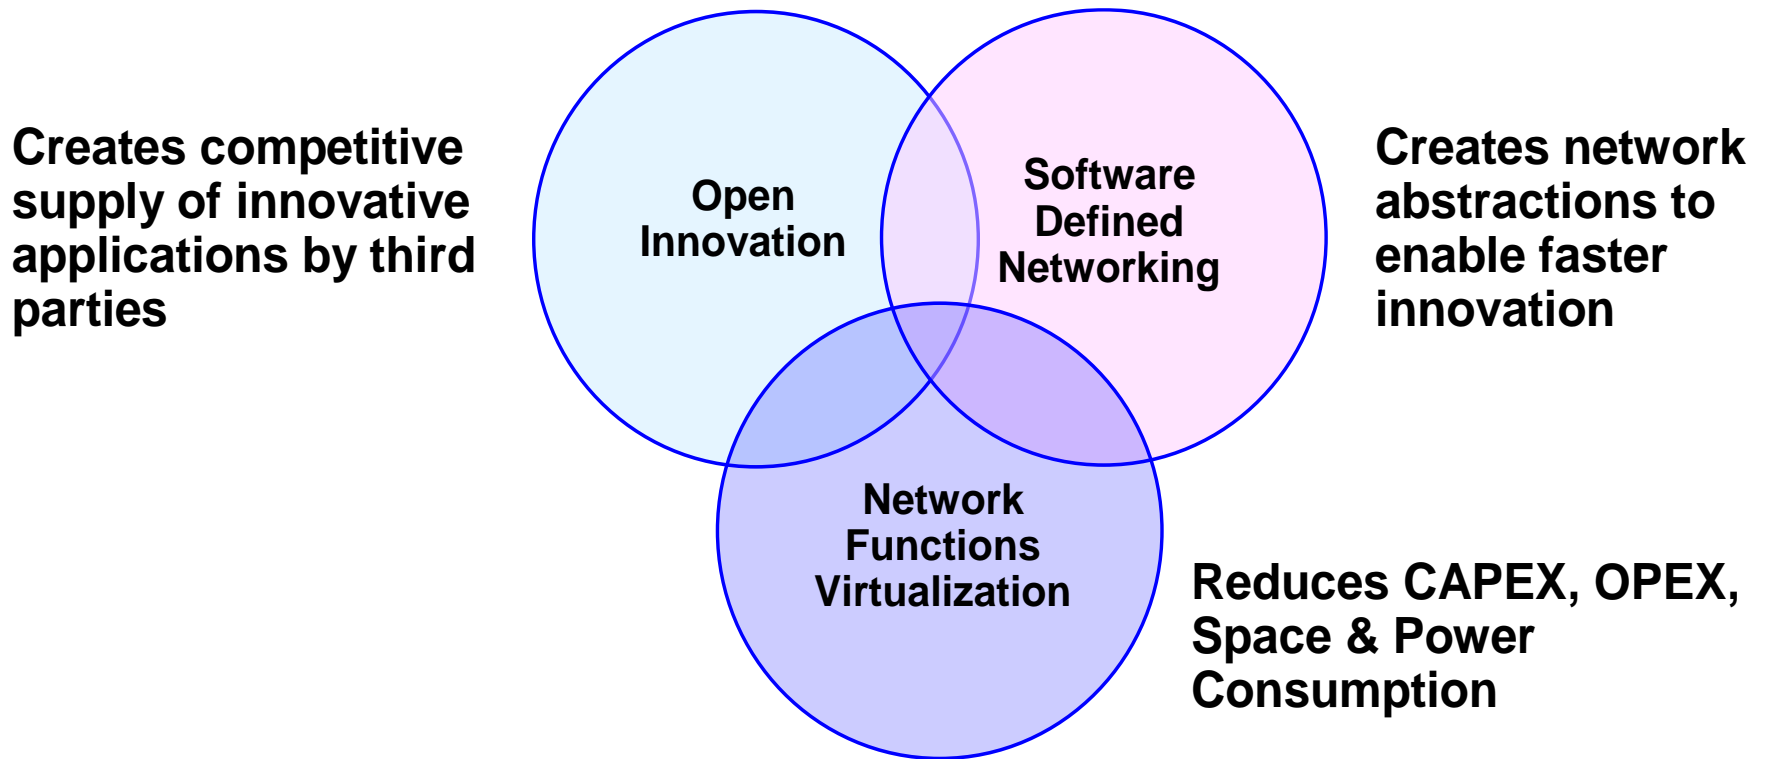 Creates competitive
supply of innovative
applications by third
parties
Open
Innovation
Software
Defined
Networking
Creates network
abstractions to
enable faster
innovation
Network
Functions
Virtualization
Reduces CAPEX, OPEX,
Space & Power
Consumption